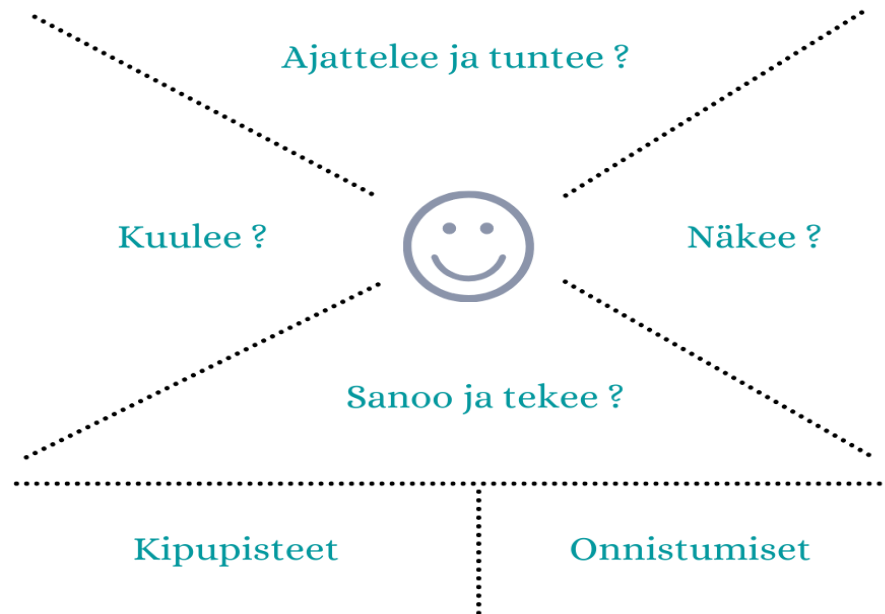 Ajattelee ja tuntee ?
Kuulee ?
Näkee ?
Sanoo ja tekee ?
Kipupisteet
Onnistumiset